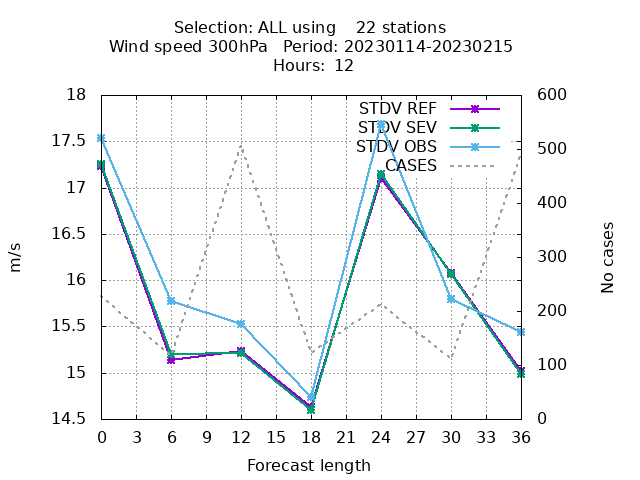 Selection: ALL using    22 stations
Wind speed 300hPa   Period: 20230114-20230215
Hours:  12
STDV REF
STDV SEV
STDV OBS
CASES
18
17.5
17
16.5
16
15.5
15
14.5
m/s
600
500
400
300
200
100
0
No cases
0 3 6 9 12 15 18 21 24 27 30 33 36
Forecast length